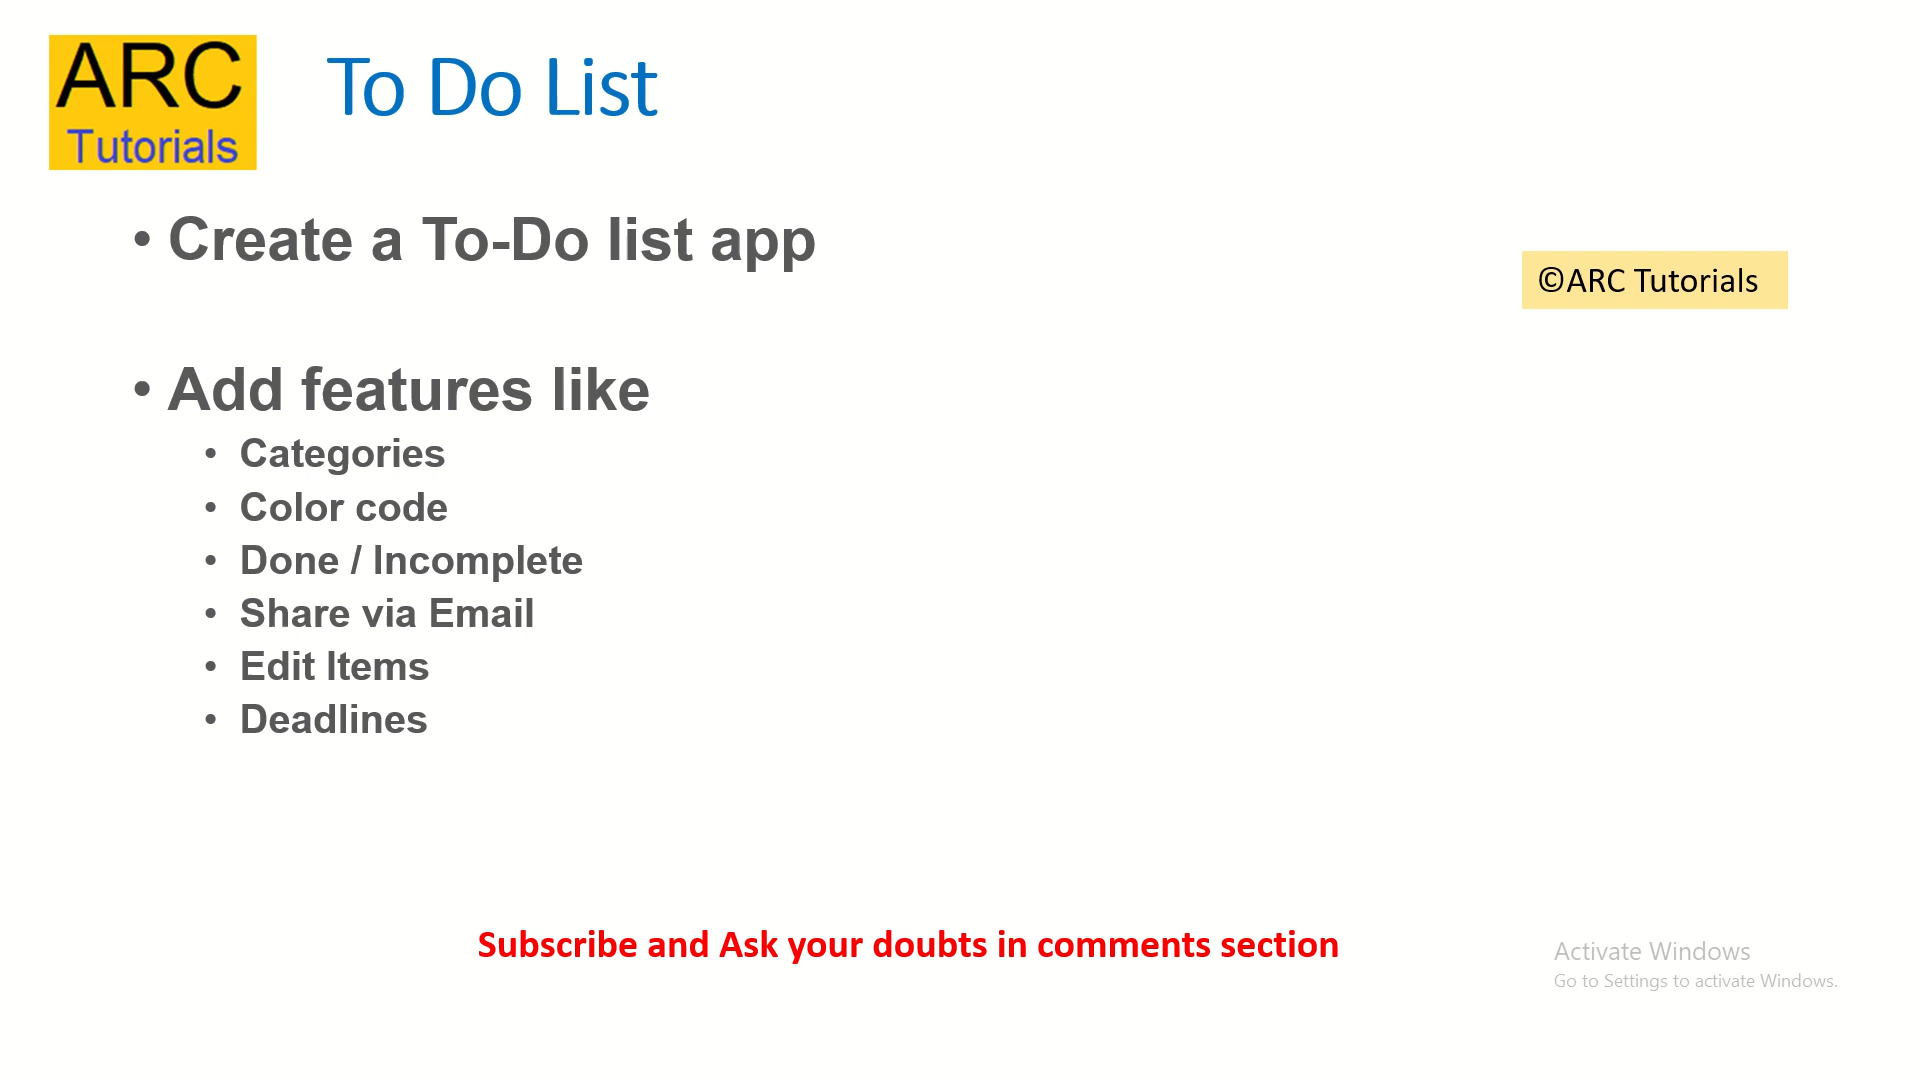 ARC
Tutorials
To Do List
• Create a To-Do list app
©ARC Tutorials
• Add features like
• Categories
• Color code
• Done / Incomplete
• Share via Email
• Edit Items
• Deadlines
Subscribe and Ask your doubts in comments section
Activate Windows
Go to Settings to activate Windows.